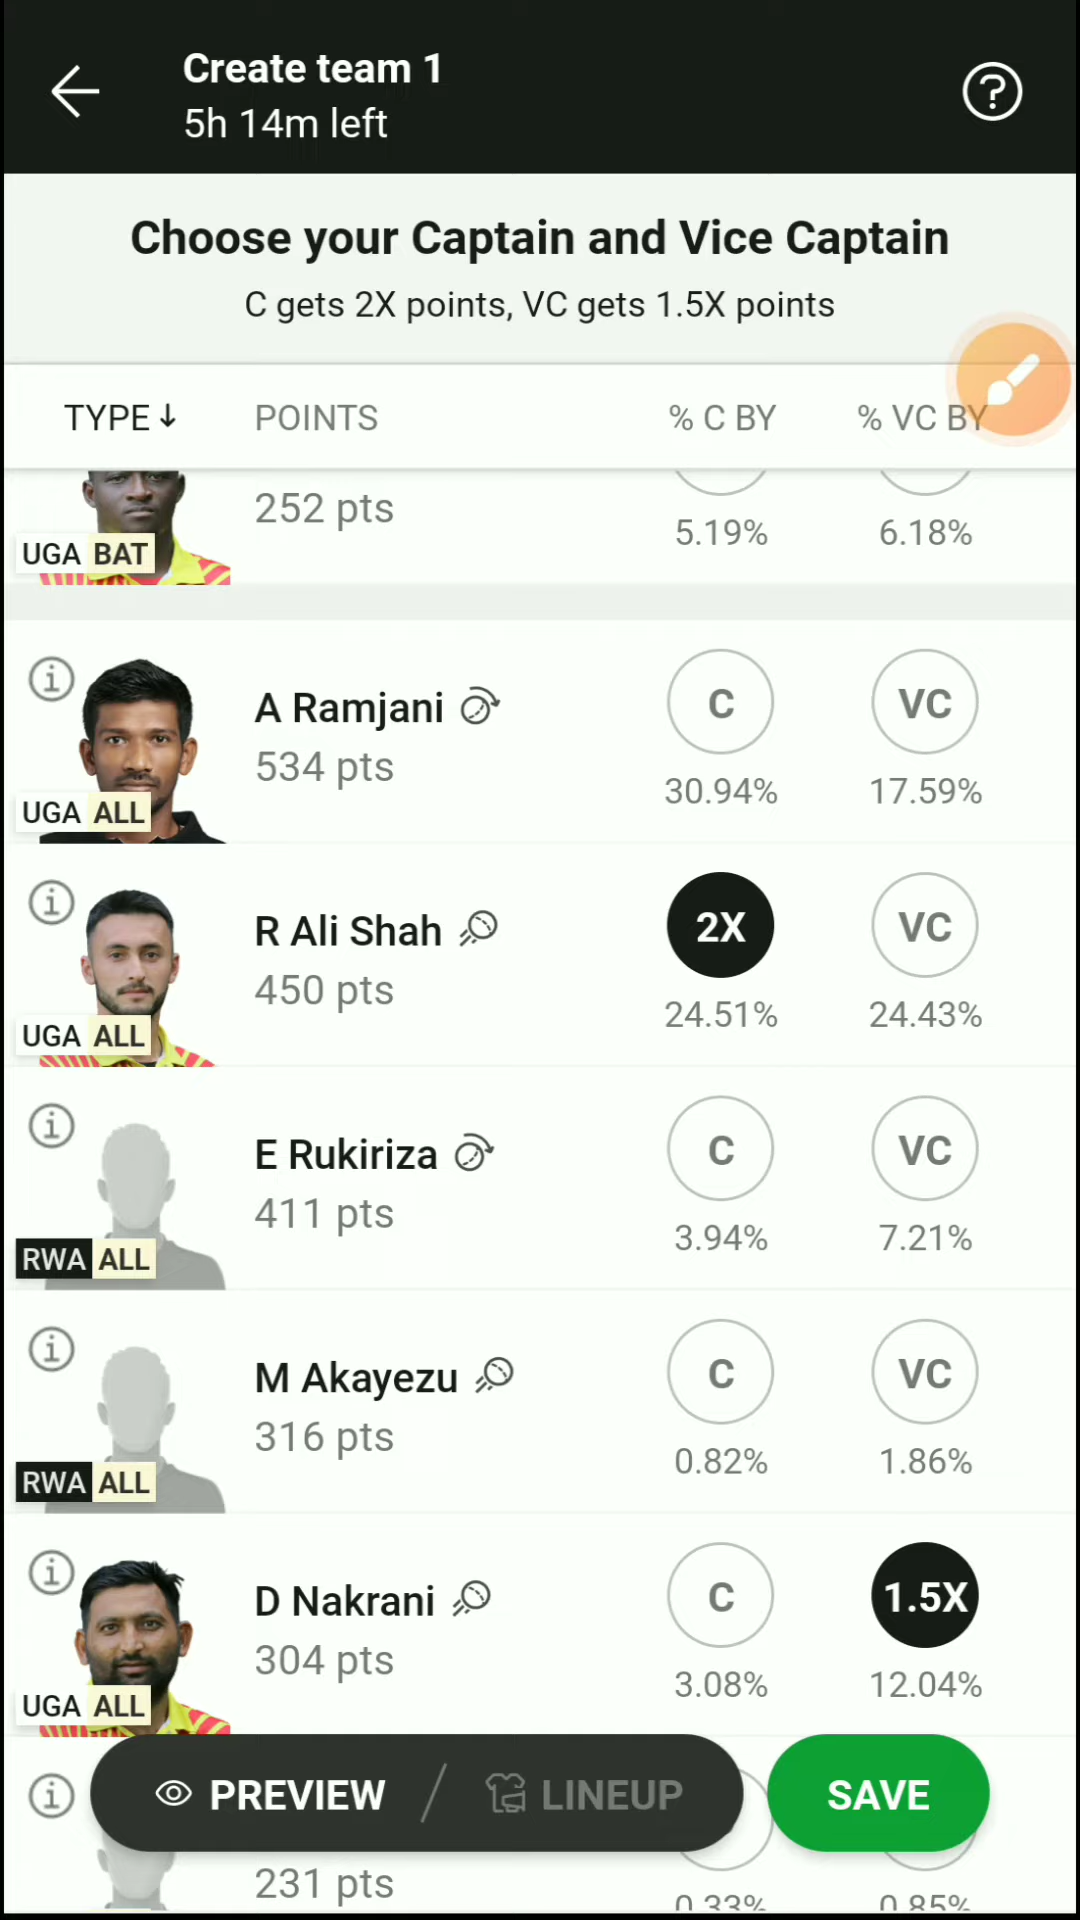 Create team 1
5h 14m left
?
Choose your Captain and Vice Captain
C gets 2X points, VC gets 1.5X points
TYPE↓ POINTS % C BY % VC BY
252 pts
5.19% 6.18%
UGA BAT
A Ramjani C VC
534 pts
30.94% 17.59%
UGA ALL
R Ali Shah 2X VC
450 pts
24.51% 24.43%
UGA ALL
E Rukiriza C VC
411 pts
3.94% 7.21%
RWA ALL
M Akayezu C VC
316 pts
0.82% 1.86%
RWA ALL
D Nakrani C 1.5X
304 pts
3.08% 12.04%
UGA ALL
PREVIEW / LINEUP SAVE
231 pts
0.33% 0.85%